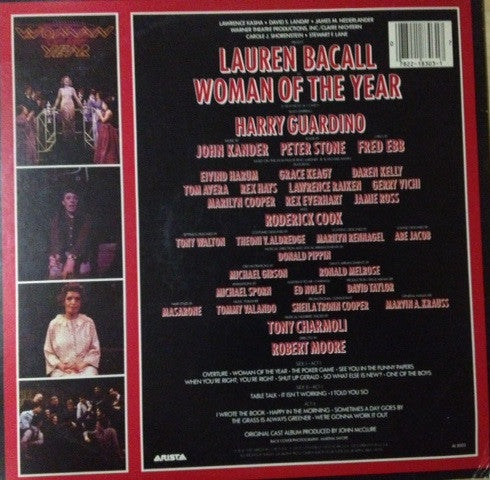 WOMAN
YEAR
LAWRENCE KASHA • DAVID S. LANDAY • JAMES M. NEDERLANDER
WARNER THEATRE PRODUCTIONS, INC./CLAIRE NICHTERN
CAROLE J. SHORENSTEIN • STEWART F. LANE
LAUREN BACALL
WOMAN OF THE YEAR
HARRY GUARDINO
JOHN KANDER PETER STONE FRED EBB
EIVIND HARUM GRACE KEAGY DAREN KELLY
TOM AVERA REX HAYS LAWRENCE RAIKEN GERRY VICHI
MARILYN COOPER REX EVERHART JAMIE ROSS
RODERICK COOK
TONY WALTON THEONI V. ALDREDGE MARILYN RENNAGEL ABE JACOB
DONALD PIPPIN
MICHAEL GIBSON RONALD MELROSE
MICHAEL SPORN ED NOLFI DAVID TAYLOR
MASARONE TOMMY VALANDO SHEILA TRONN COOPER MARVIN A. KRAUSS
TONY CHARMOLI
ROBERT MOORE
SIDE I - ACT I
OVERTURE • WOMAN OF THE YEAR • THE POKER GAME • SEE YOU IN THE FUNNY PAPERS
WHEN YOU'RE RIGHT, YOU'RE RIGHT • SHUT UP GERALD • SO WHAT ELSE IS NEW? • ONE OF THE BOYS
SIDE II - ACT I
TABLE TALK • IT ISN'T WORKING • I TOLD YOU SO
I WROTE THE BOOK • HAPPY IN THE MORNING • SOMETIMES A DAY GOES BY
THE GRASS IS ALWAYS GREENER • WE'RE GONNA WORK IT OUT
ORIGINAL CAST ALBUM PRODUCED BY JOHN McCLURE
ARISTA